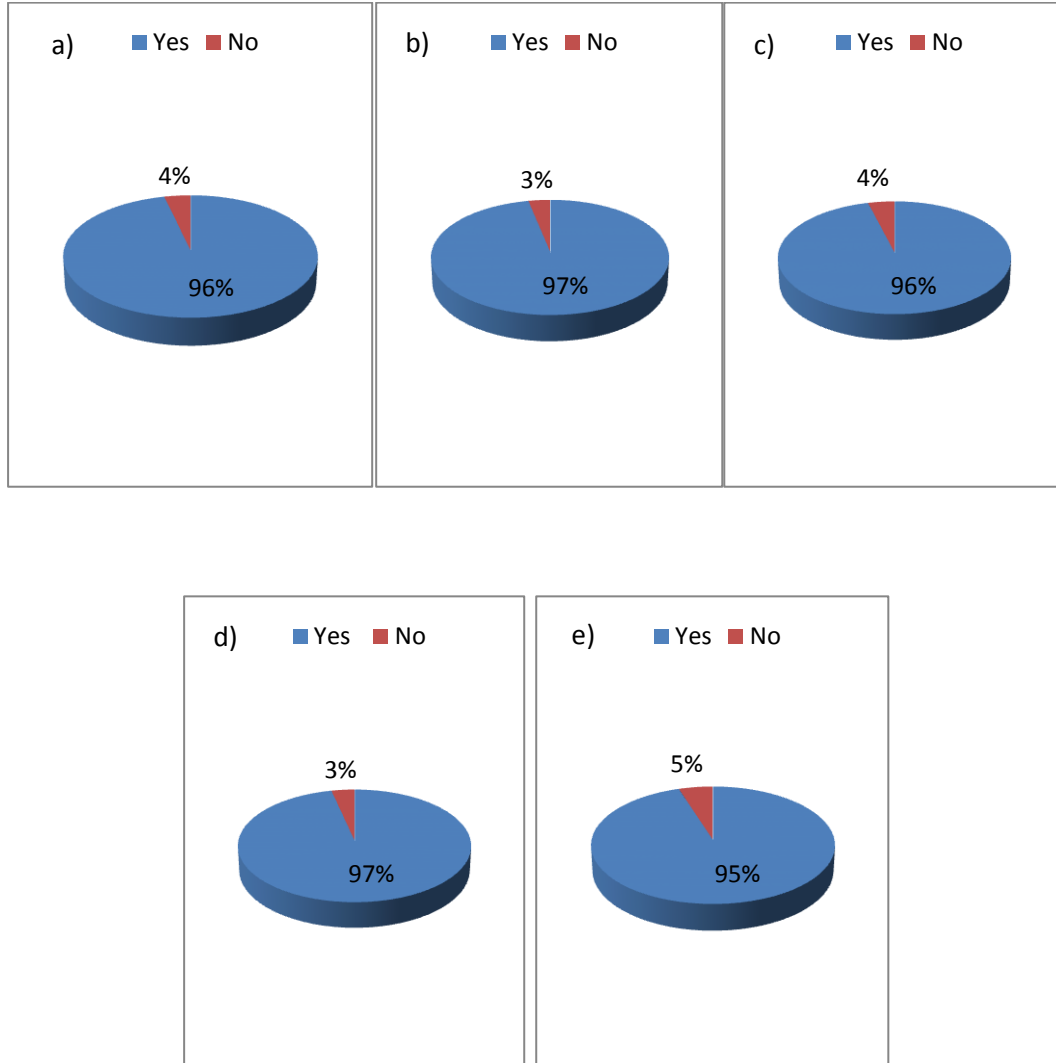 a) Yes No
4%
96%
b) Yes No
3%
97%
c) Yes No
4%
96%
d) Yes No
3%
97%
e) Yes No
5%
95%